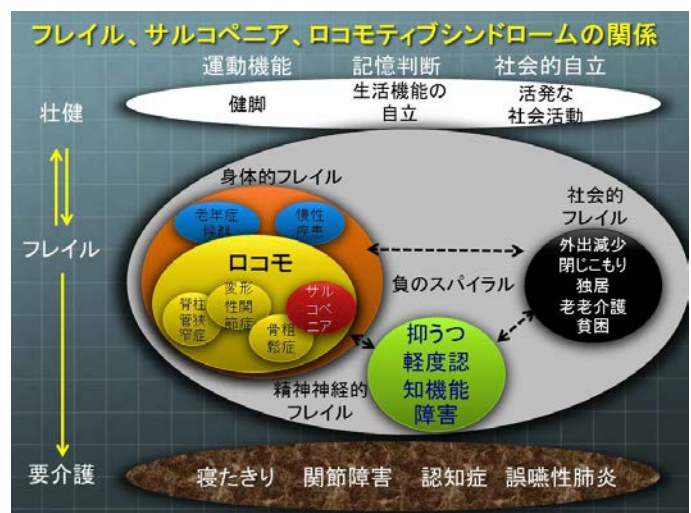 フレイル、サルコペニア、ロコモティブシンドロームの関係
運動機能
記憶判断
社会的自立
壮健
健脚
生活機能の
自立
活発な
社会活動
身体的フレイル
老年症
候群
慢性
疾患
社会的
フレイル
フレイル
ロコモ
外出減少
閉じこもり
独居
老老介護
貧困
負のスパイラル
脊柱
管狭
窄症
変形
性関
節症
サル
コペ
ニア
骨粗
鬆症
抑うつ
軽度認
知機能
障害
精神神経的
フレイル
要介護
寝たきり
関節障害
認知症
誤嚥性肺炎